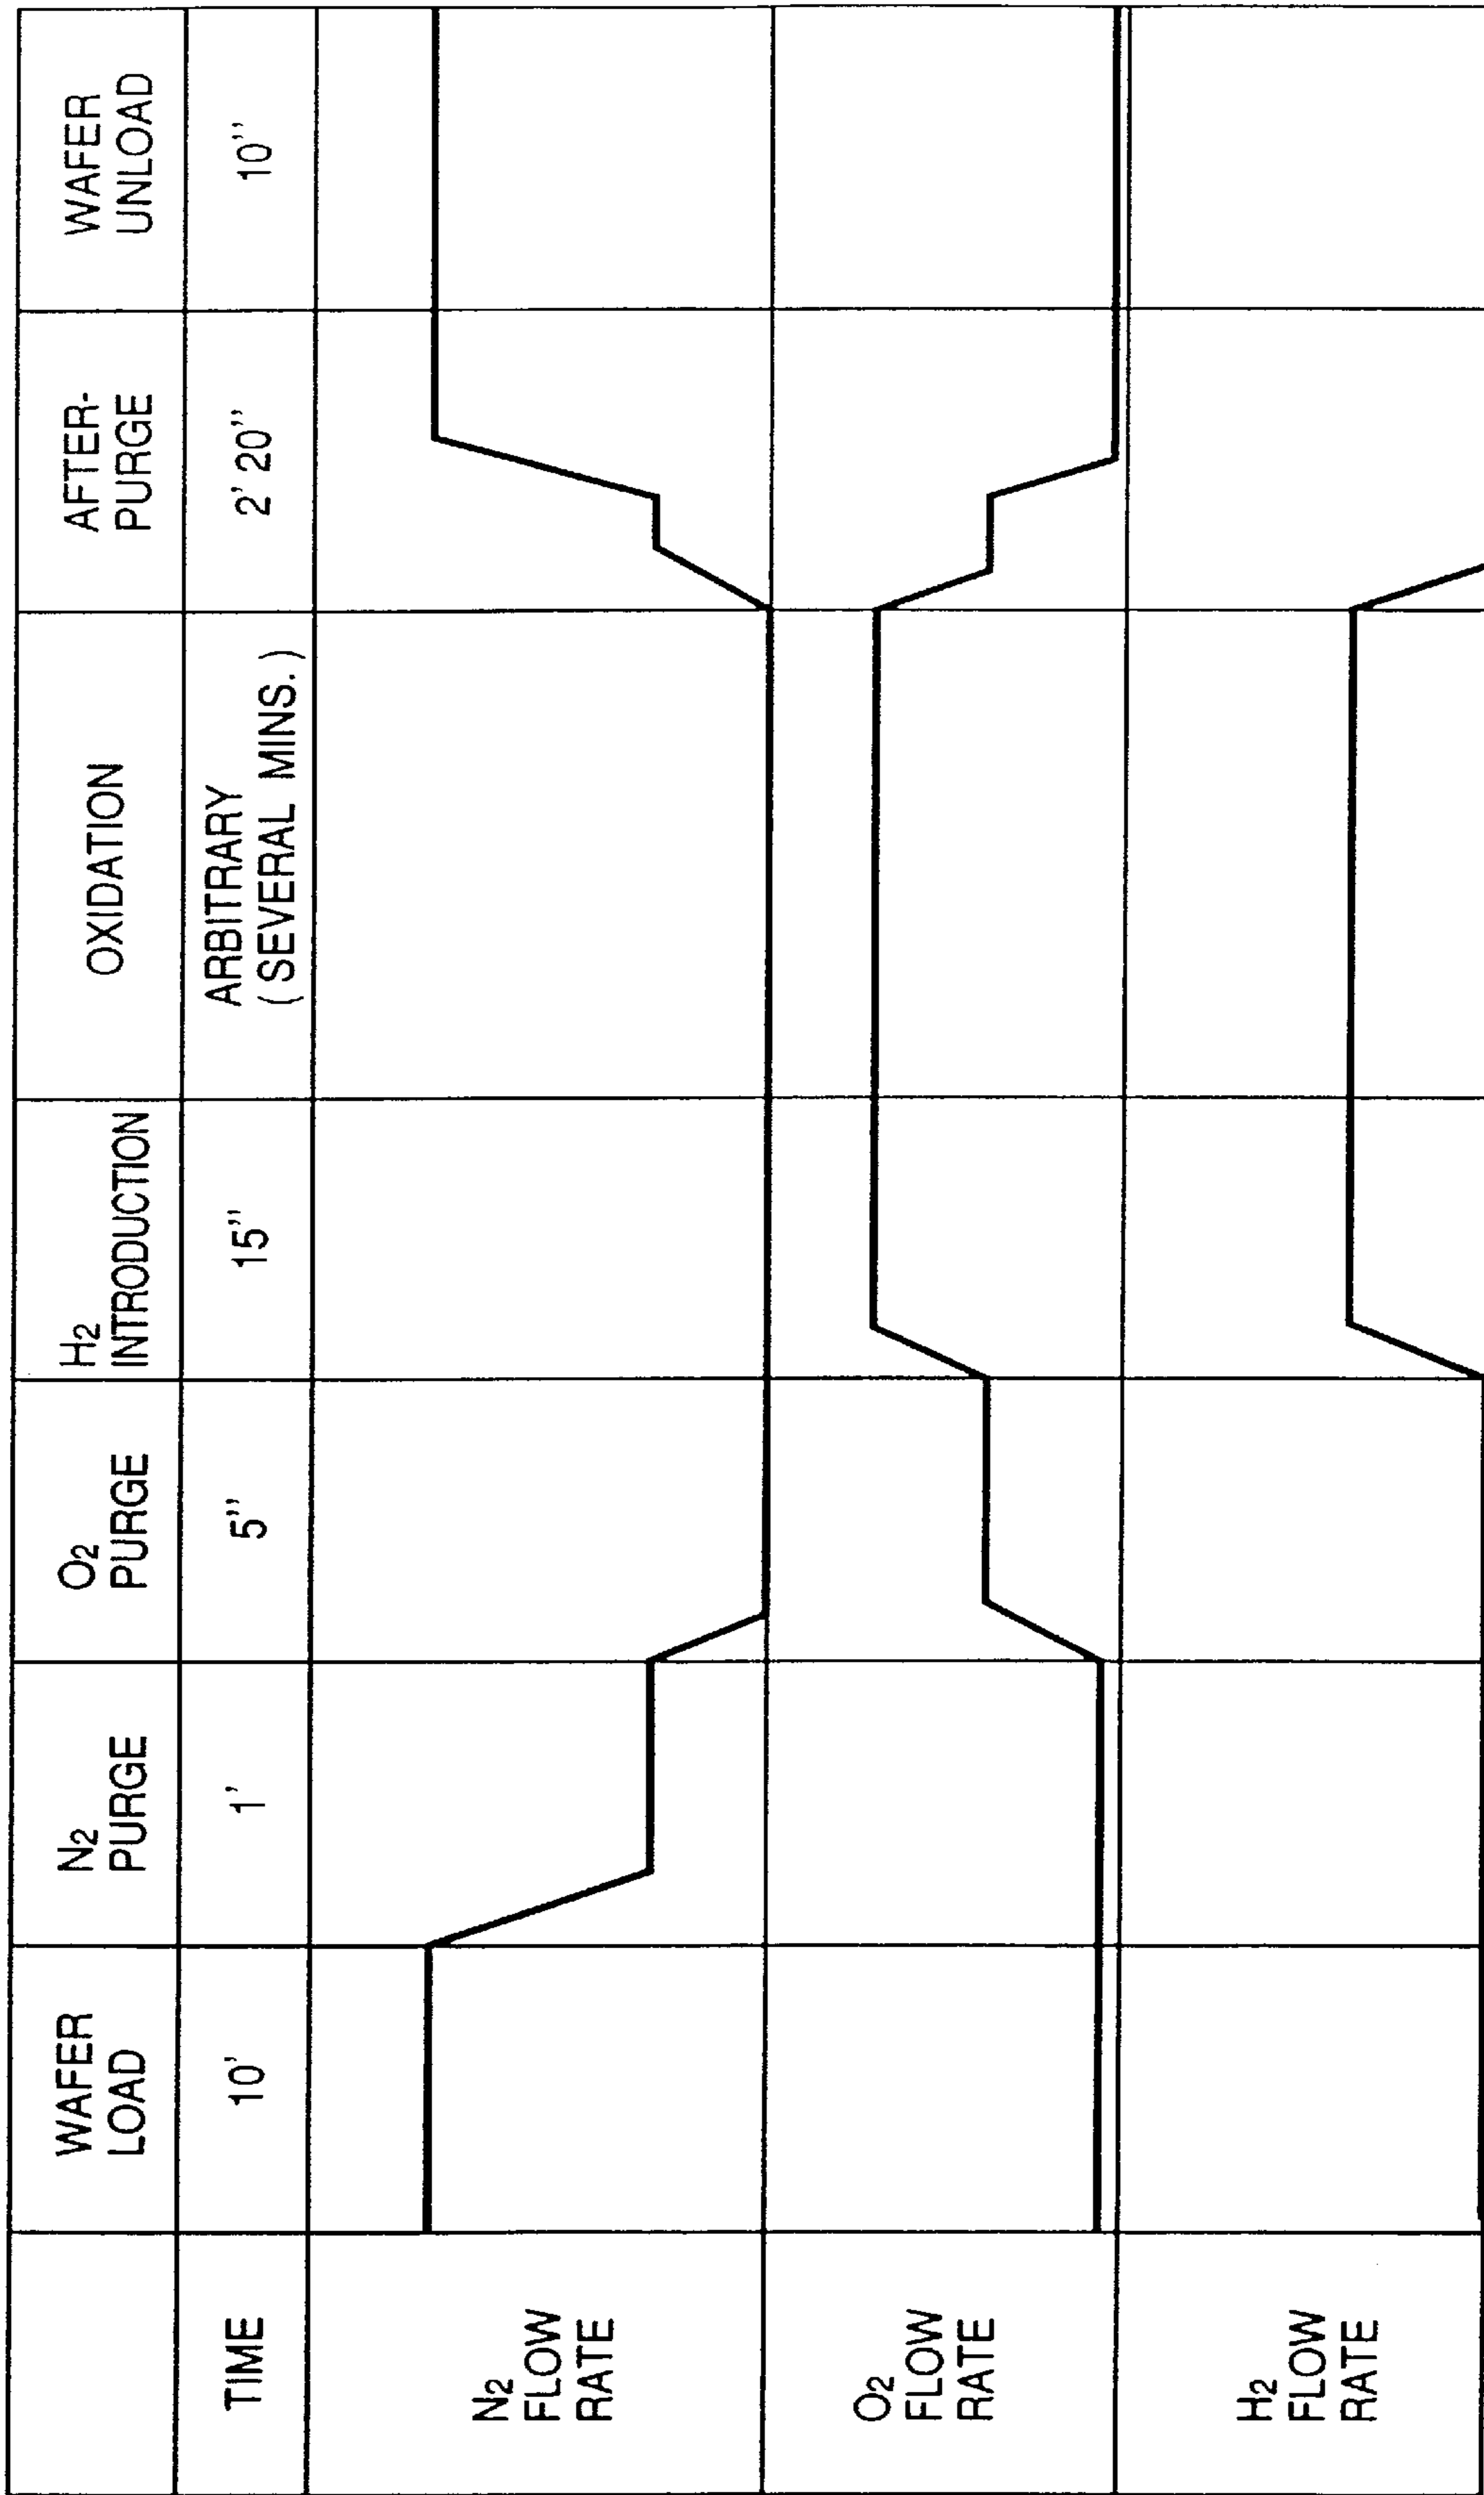 WAFER
LOAD
N2
PURGE
O2
PURGE
H2
INTRODUCTION
OXIDATION
AFTER-
PURGE
WAFER
UNLOAD
TIME
10'
1'
5''
15''
ARBITRARY
( SEVERAL MINS. )
2' 20''
10''
N2
FLOW
RATE
O2
FLOW
RATE
H2
FLOW
RATE